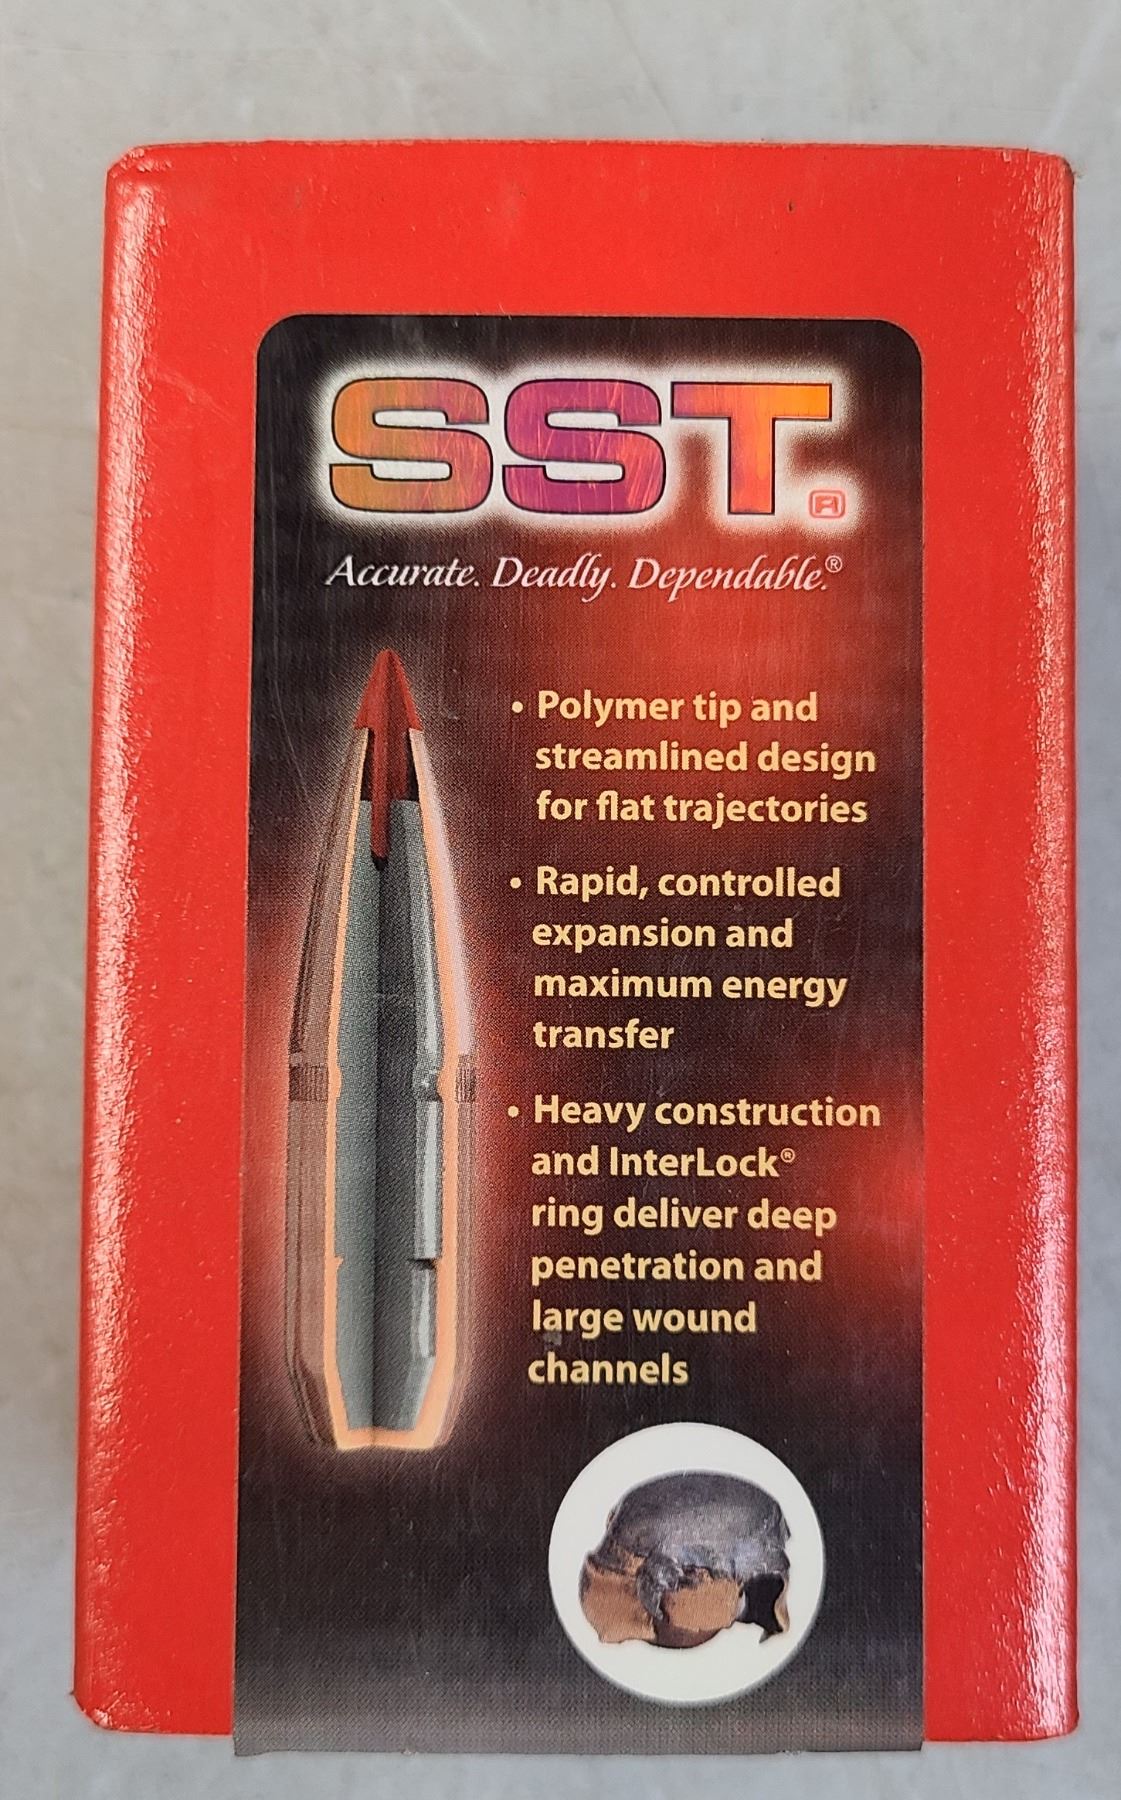 SST®
Accurate. Deadly. Dependable.®
• Polymer tip and
streamlined design
for flat trajectories
• Rapid, controlled
expansion and
maximum energy
transfer
• Heavy construction
and InterLock®
ring deliver deep
penetration and
large wound
channels